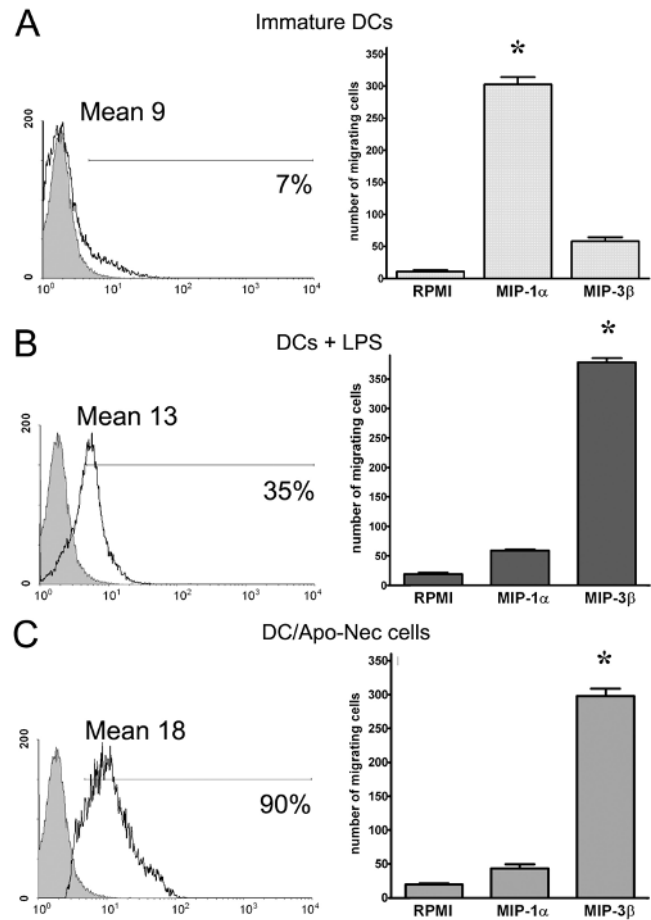 A
Immature DCs
Mean 9
7%
200
0
10^0 10^1 10^2 10^3 10^4
number of migrating cells
350
300
250
200
150
100
50
0
*
RPMI MIP-1α MIP-3β
B
DCs + LPS
Mean 13
35%
200
0
10^0 10^1 10^2 10^3 10^4
number of migrating cells
350
300
250
200
150
100
50
0
*
RPMI MIP-1α MIP-3β
C
DC/Apo-Nec cells
Mean 18
90%
200
0
10^0 10^1 10^2 10^3 10^4
number of migrating cells
350
300
250
200
150
100
50
0
*
RPMI MIP-1α MIP-3β